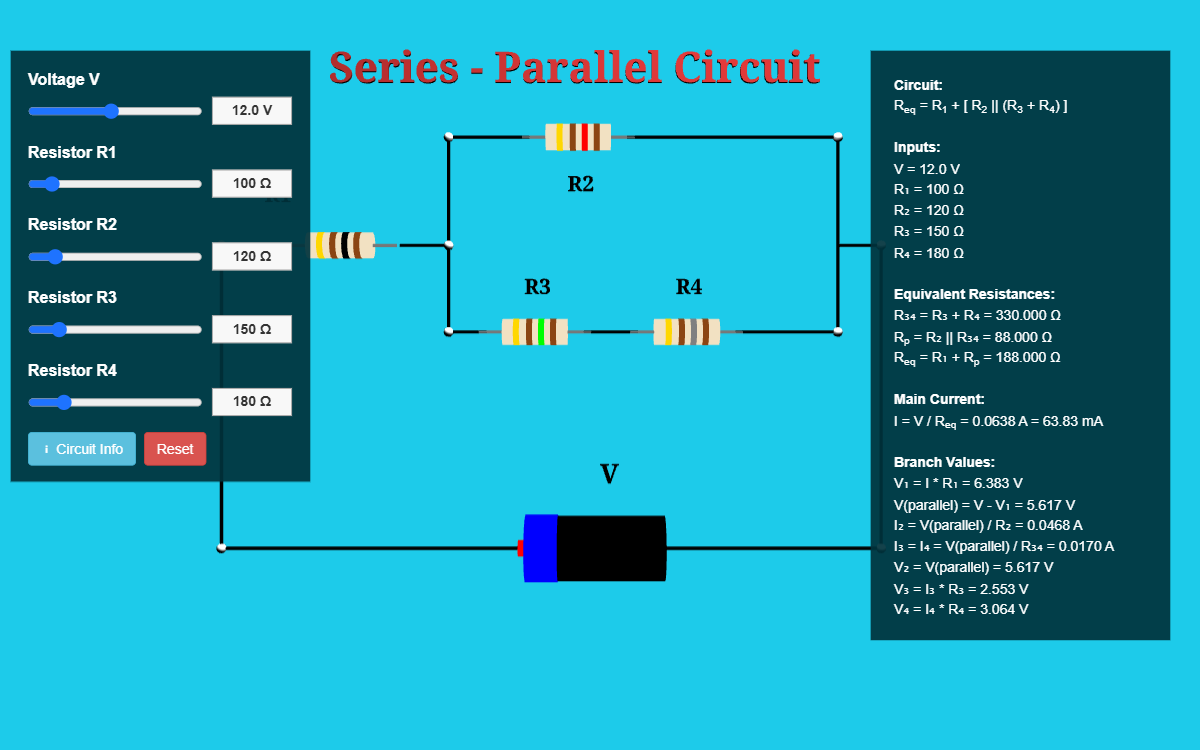 Series - Parallel Circuit
Voltage V
12.0 V
Resistor R1
100 Ω
Resistor R2
120 Ω
Resistor R3
150 Ω
Resistor R4
180 Ω
i Circuit Info
Reset
R2
R3
R4
V
Circuit:
Req = R1 + [ R2 || (R3 + R4) ]
Inputs:
V = 12.0 V
R₁ = 100 Ω
R₂ = 120 Ω
R₃ = 150 Ω
R₄ = 180 Ω
Equivalent Resistances:
R₃₄ = R₃ + R₄ = 330.000 Ω
Rp = R₂ || R₃₄ = 88.000 Ω
Req = R₁ + Rp = 188.000 Ω
Main Current:
I = V / Req = 0.0638 A = 63.83 mA
Branch Values:
V₁ = I * R₁ = 6.383 V
V(parallel) = V - V₁ = 5.617 V
I₂ = V(parallel) / R₂ = 0.0468 A
I₃ = I₄ = V(parallel) / R₃₄ = 0.0170 A
V₂ = V(parallel) = 5.617 V
V₃ = I₃ * R₃ = 2.553 V
V₄ = I₄ * R₄ = 3.064 V